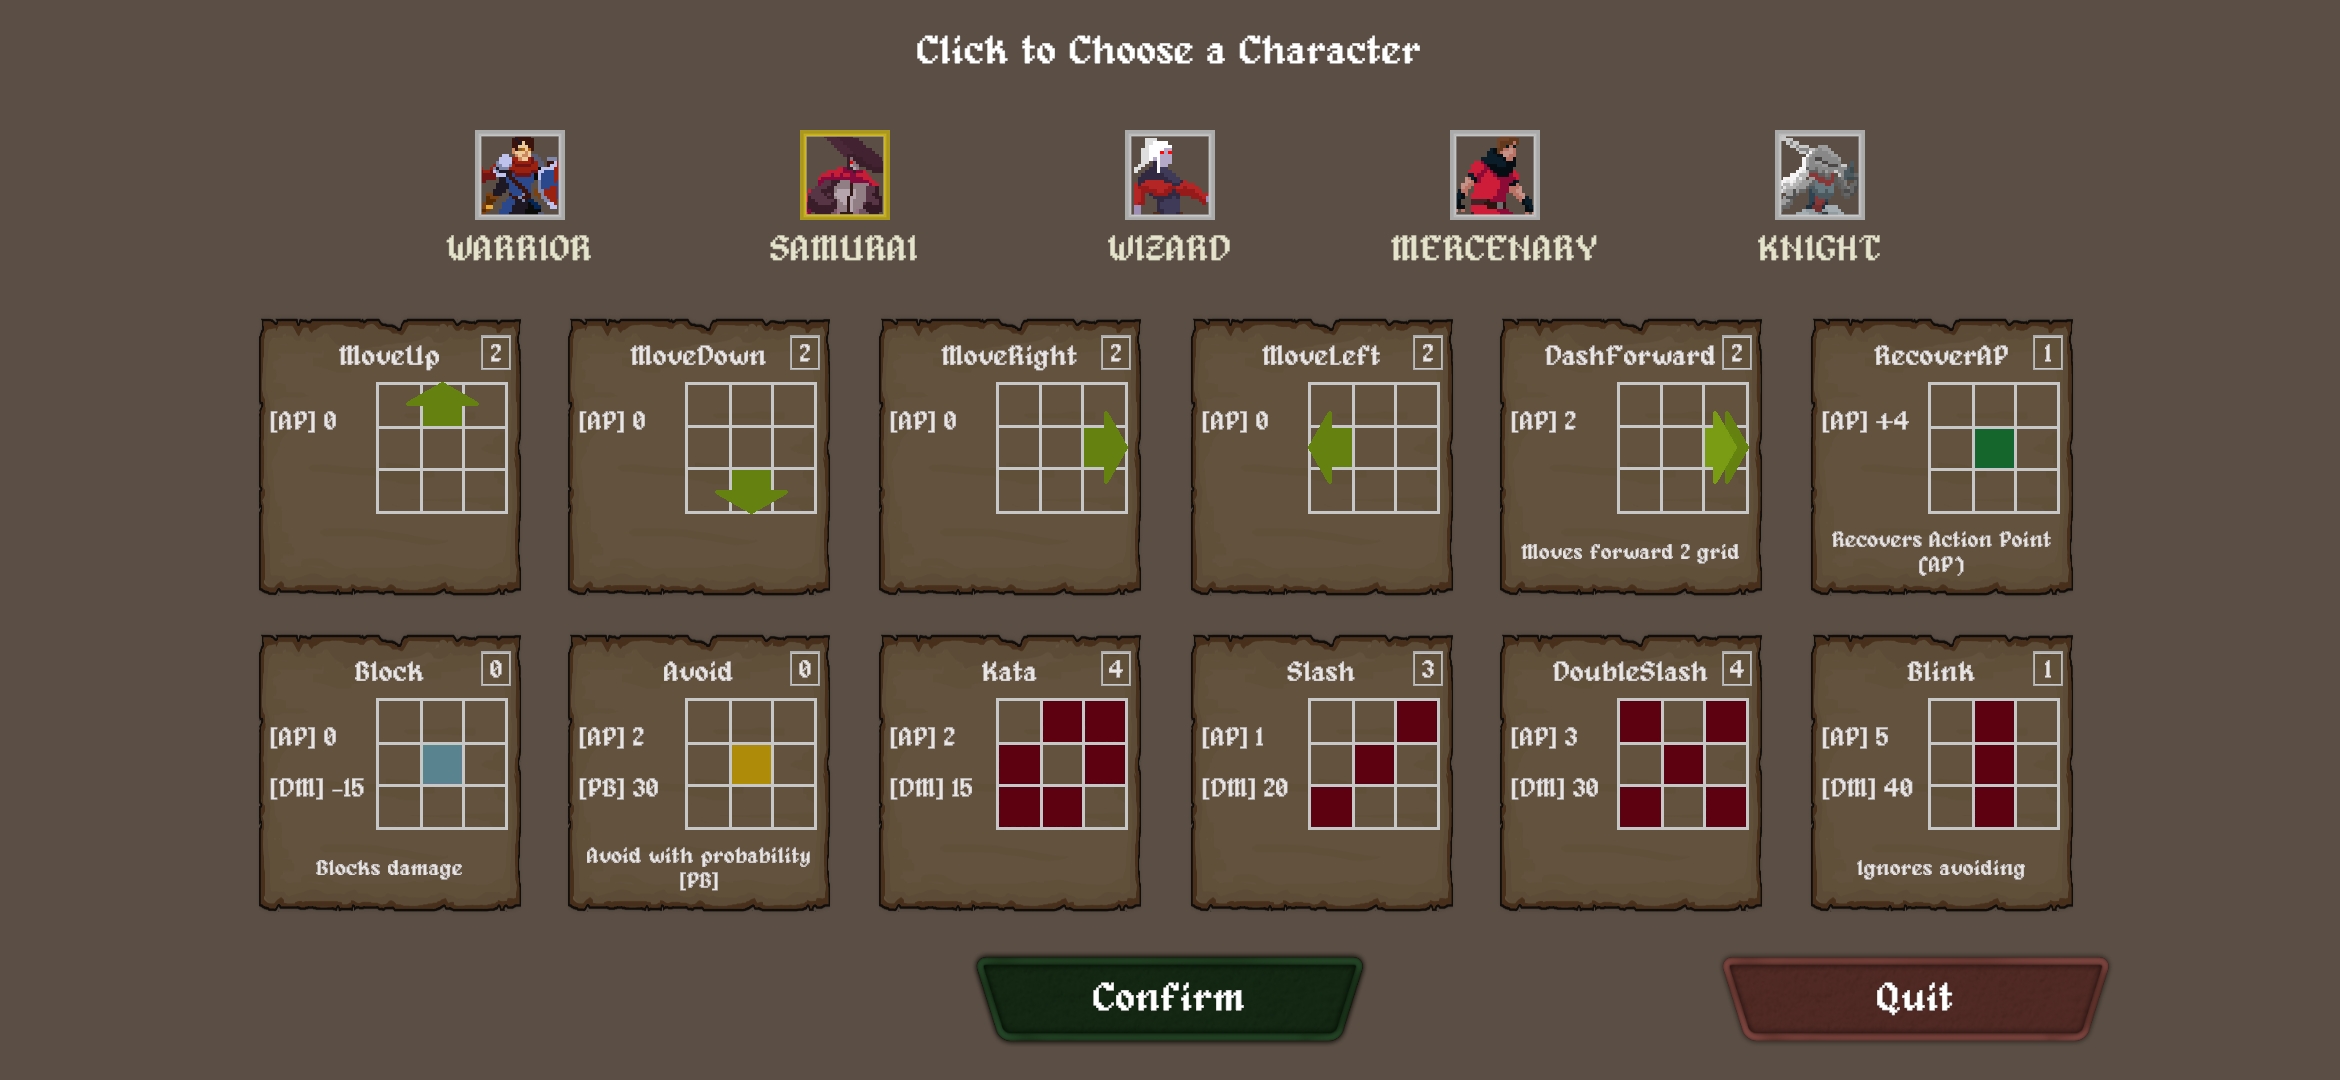 Click to Choose a Character
WARRIOR
SAMURAI
WIZARD
MERCENARY
KNIGHT
MoveUp 2
[AP] 0
MoveDown 2
[AP] 0
MoveRight 2
[AP] 0
MoveLeft 2
[AP] 0
DashForward 2
[AP] 2
Moves forward 2 grid
RecoverAP 1
[AP] +4
Recovers Action Point
(AP)
Block 0
[AP] 0
[DM] -15
Blocks damage
Avoid 0
[AP] 2
[PB] 30
Avoid with probability
[PB]
Kata 4
[AP] 2
[DM] 15
Slash 3
[AP] 1
[DM] 20
DoubleSlash 4
[AP] 3
[DM] 30
Blink 1
[AP] 5
[DM] 40
Ignores avoiding
Confirm
Quit